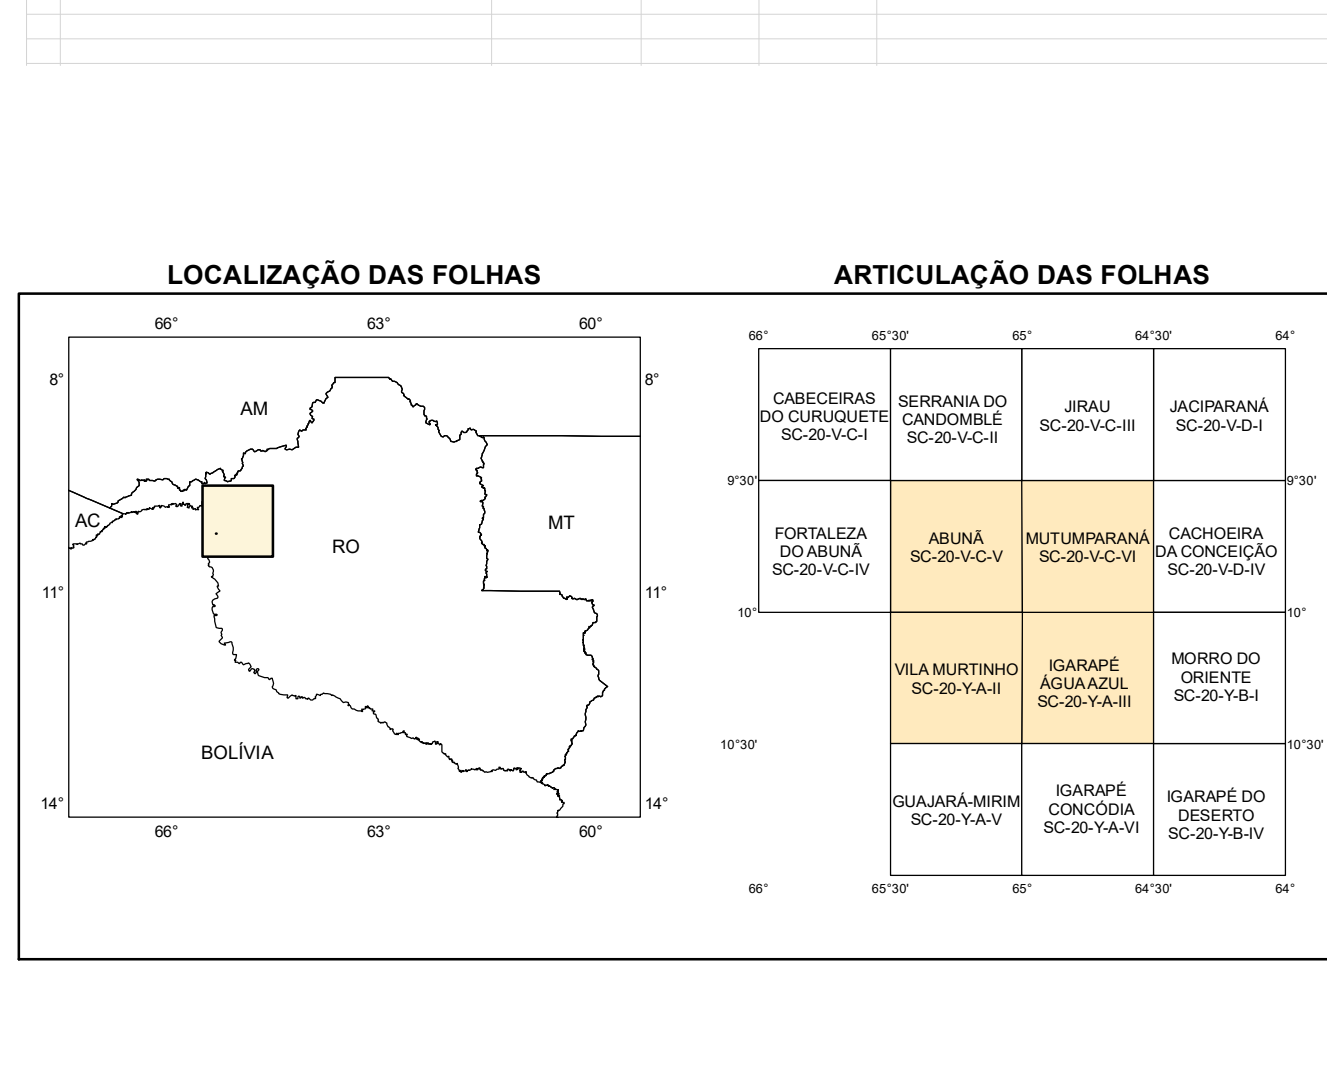 LOCALIZAÇÃO DAS FOLHAS
66° 63° 60°
8° 8°
AM
AC
MT
RO
11° 11°
BOLÍVIA
14° 14°
66° 63° 60°
ARTICULAÇÃO DAS FOLHAS
66° 65°30' 65° 64°30' 64°
CABECEIRAS
DO CURUQUETE
SC-20-V-C-I
SERRANIA DO
CANDOMBLÉ
SC-20-V-C-II
JIRAU
SC-20-V-C-III
JACIPARANÁ
SC-20-V-D-I
9°30' 9°30'
FORTALEZA
DO ABUNÃ
SC-20-V-C-IV
ABUNÃ
SC-20-V-C-V
MUTUMPARANÁ
SC-20-V-C-VI
CACHOEIRA
DA CONCEIÇÃO
SC-20-V-D-IV
10° 10°
VILA MURTINHO
SC-20-Y-A-II
IGARAPÉ
ÁGUA AZUL
SC-20-Y-A-III
MORRO DO
ORIENTE
SC-20-Y-B-I
10°30' 10°30'
GUAJARÁ-MIRIM
SC-20-Y-A-V
IGARAPÉ
CONCÓDIA
SC-20-Y-A-VI
IGARAPÉ DO
DESERTO
SC-20-Y-B-IV
66° 65°30' 65° 64°30' 64°